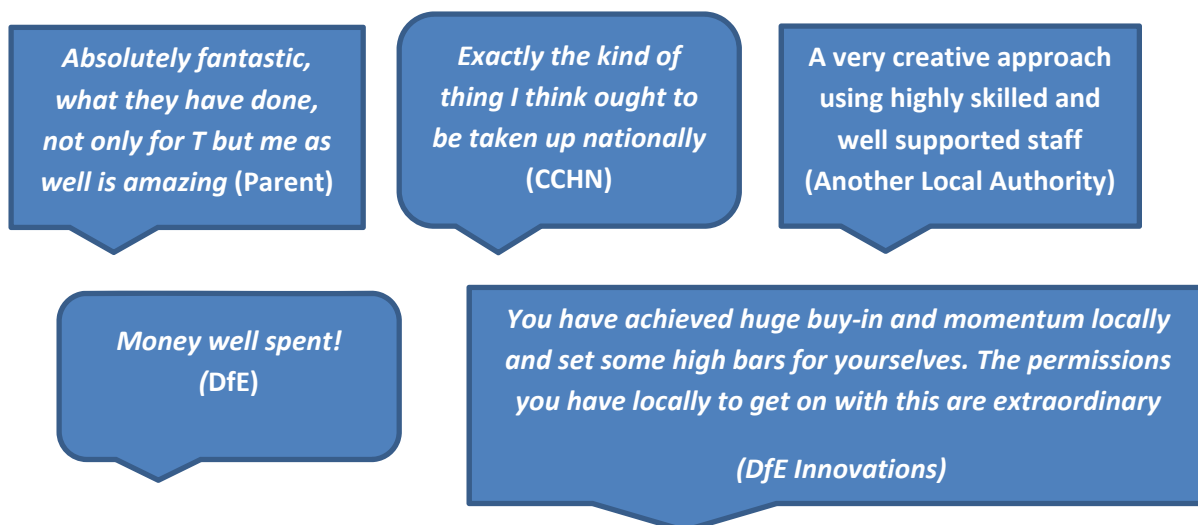 Absolutely fantastic,
what they have done,
not only for T but me as
well is amazing (Parent)
Exactly the kind of
thing I think ought to
be taken up nationally
(CCHN)
A very creative approach
using highly skilled and
well supported staff
(Another Local Authority)
Money well spent!
(DfE)
You have achieved huge buy-in and momentum locally
and set some high bars for yourselves. The permissions
you have locally to get on with this are extraordinary
(DfE Innovations)